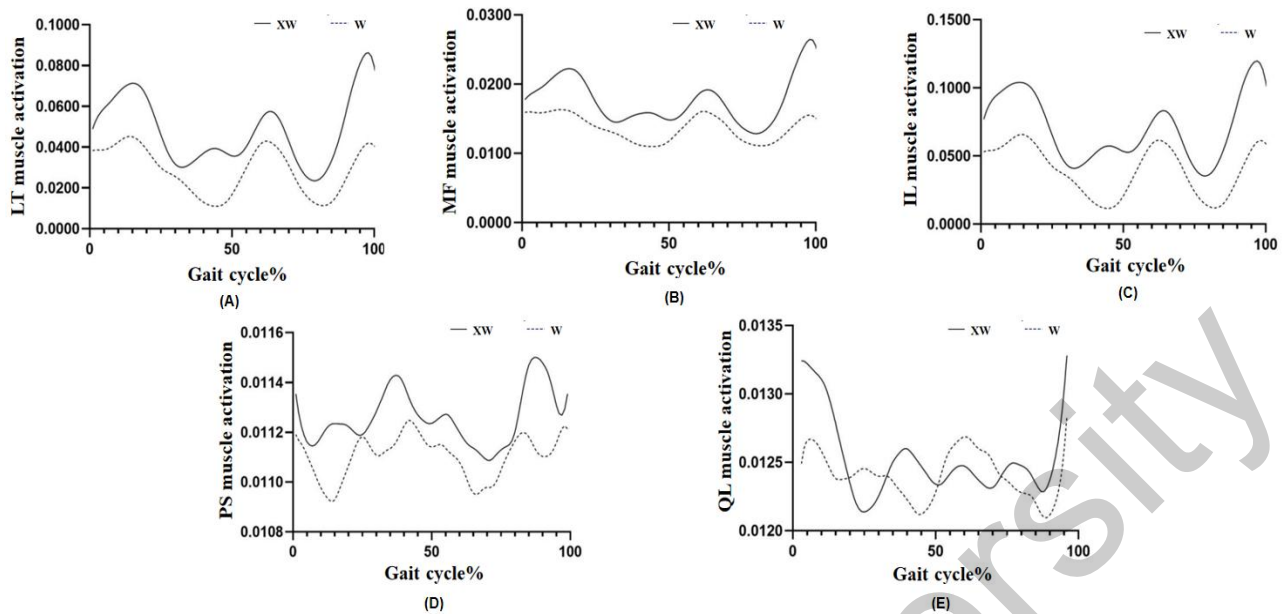 XW W
0.1000
0.0800
0.0600
0.0400
0.0200
0.0000
LT muscle activation
0 50 100
Gait cycle%
(A)
XW W
0.0300
0.0200
0.0100
0.0000
MF muscle activation
0 50 100
Gait cycle%
(B)
XW W
0.1500
0.1000
0.0500
0.0000
IL muscle activation
0 50 100
Gait cycle%
(C)
XW W
0.0116
0.0114
0.0112
0.0110
0.0108
PS muscle activation
0 50 100
Gait cycle%
(D)
XW W
0.0135
0.0130
0.0125
0.0120
QL muscle activation
0 50 100
Gait cycle%
(E)
ersity